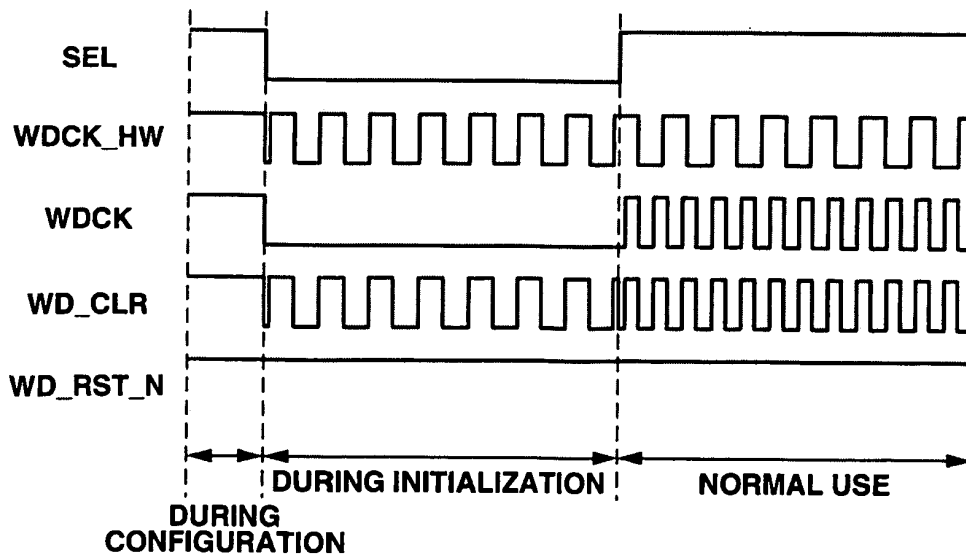 SEL
WDCK_HW
WDCK
WD_CLR
WD_RST_N
DURING INITIALIZATION
NORMAL USE
DURING
CONFIGURATION